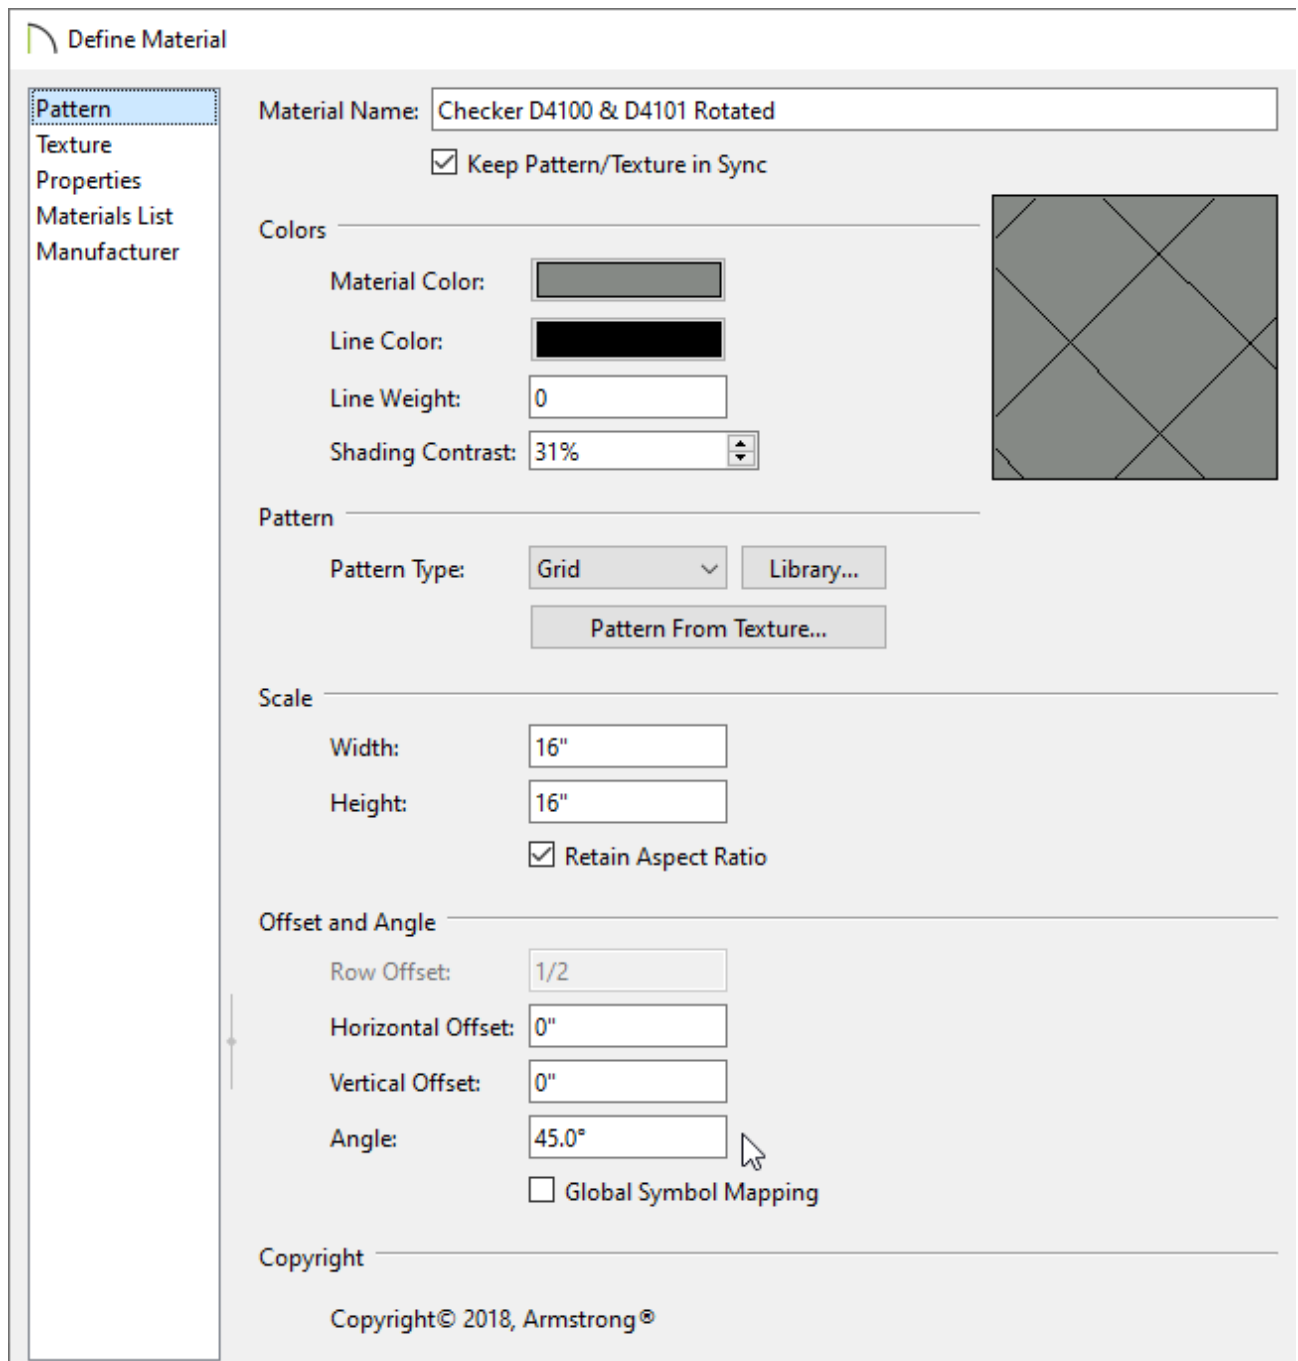 Define Material
Pattern
Texture
Properties
Materials List
Manufacturer
Material Name: Checker D4100 & D4101 Rotated
Keep Pattern/Texture in Sync
Colors
Material Color:
Line Color:
Line Weight: 0
Shading Contrast: 31%
Pattern
Pattern Type: Grid Library...
Pattern From Texture...
Scale
Width: 16"
Height: 16"
Retain Aspect Ratio
Offset and Angle
Row Offset: 1/2
Horizontal Offset: 0"
Vertical Offset: 0"
Angle: 45.0°
Global Symbol Mapping
Copyright
Copyright© 2018, Armstrong®